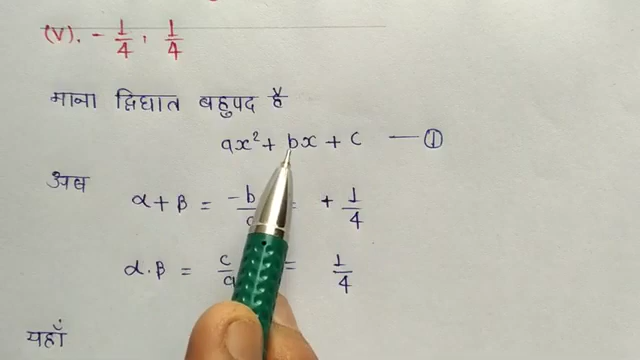 (V). - 1/4 , 1/4
माना द्विघात बहुपद है
ax² + bx + c — ①
अब
α + β = -b/a = + 1/4
α . β = c/a = 1/4
यहाँ